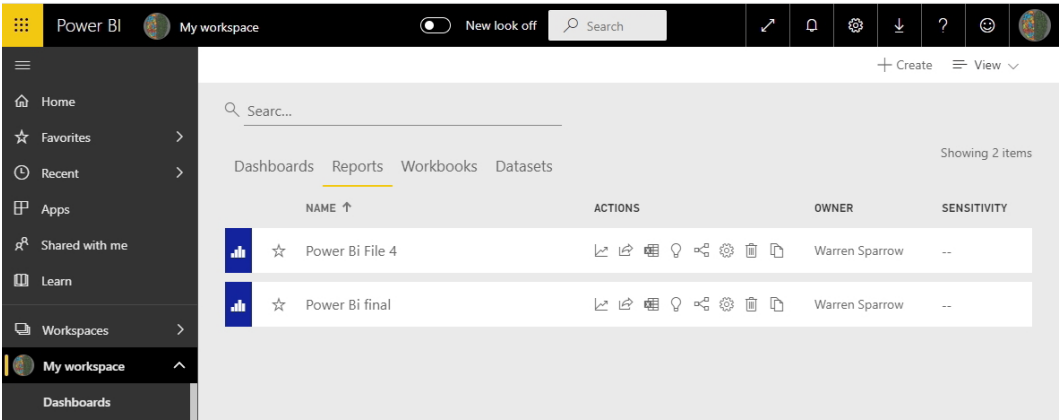 Power BI My workspace New look off Search
Create View
Home
Searc...
Favorites
Showing 2 items
Dashboards Reports Workbooks Datasets
Recent
Apps
NAME ACTIONS OWNER SENSITIVITY
Shared with me
Power Bi File 4 Warren Sparrow --
Learn
Power Bi final Warren Sparrow --
Workspaces
My workspace
Dashboards